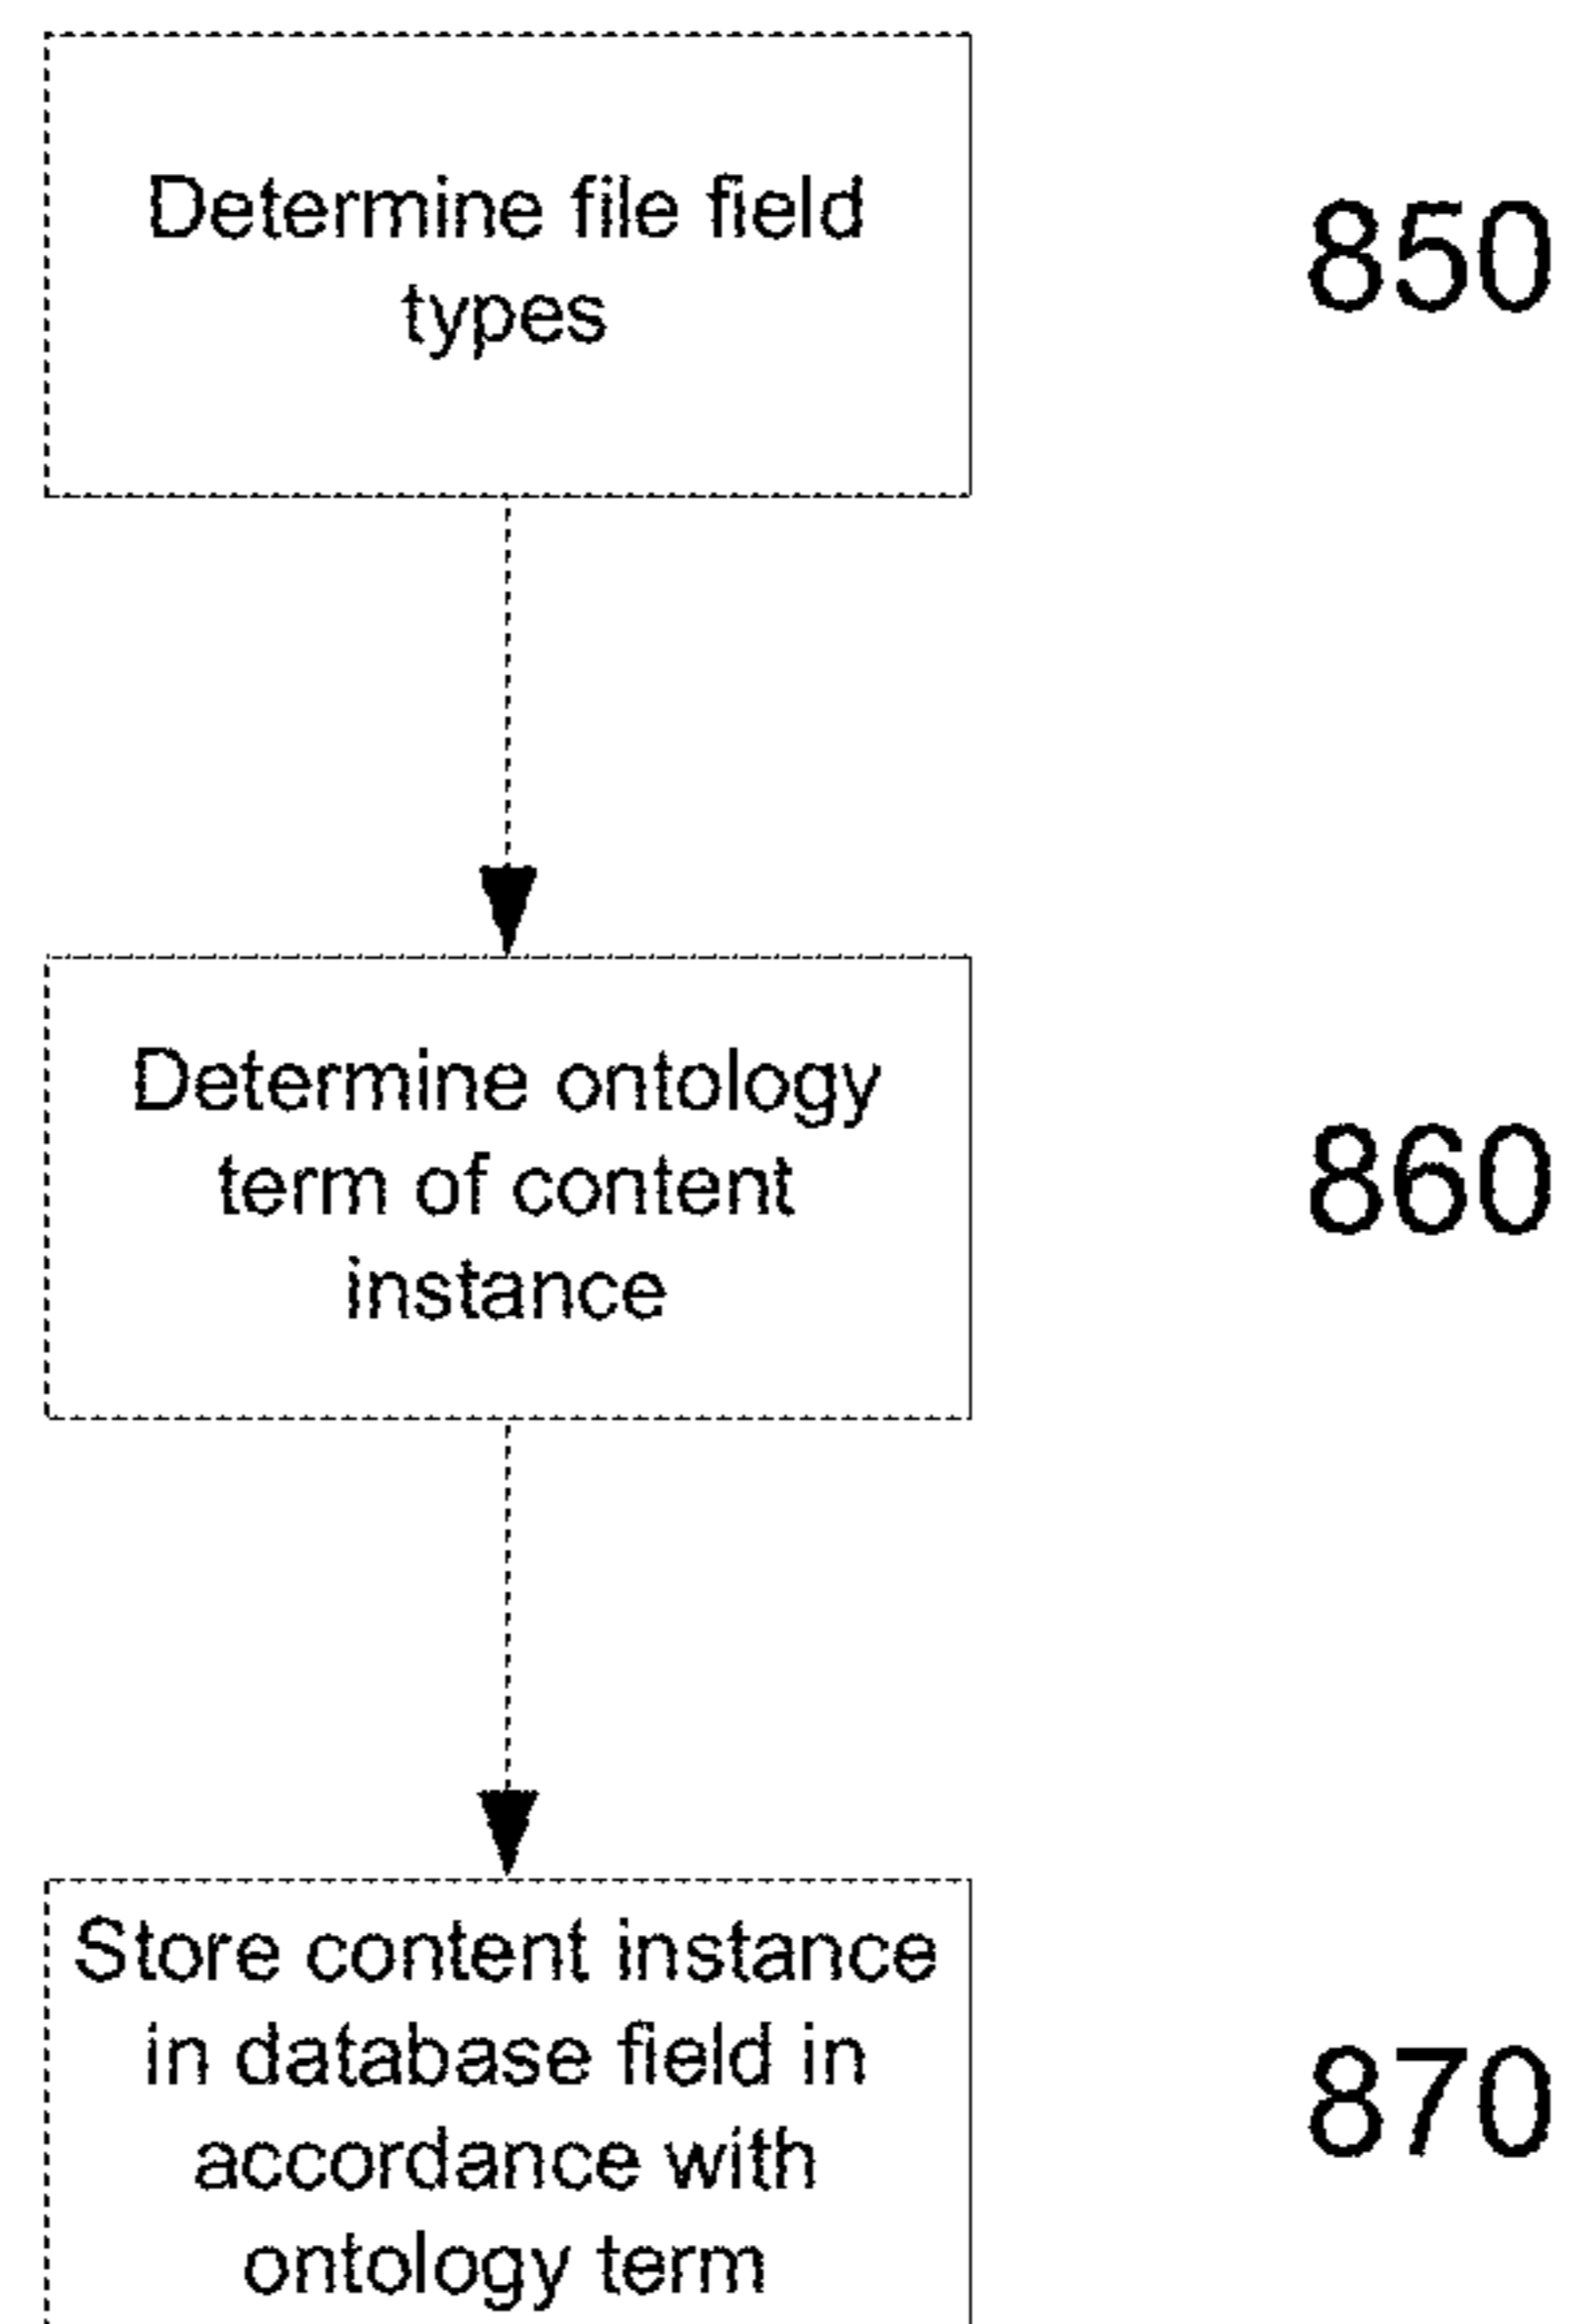 Determine file field
types
850
Determine ontology
term of content
instance
860
Store content instance
in database field in
accordance with
ontology term
870